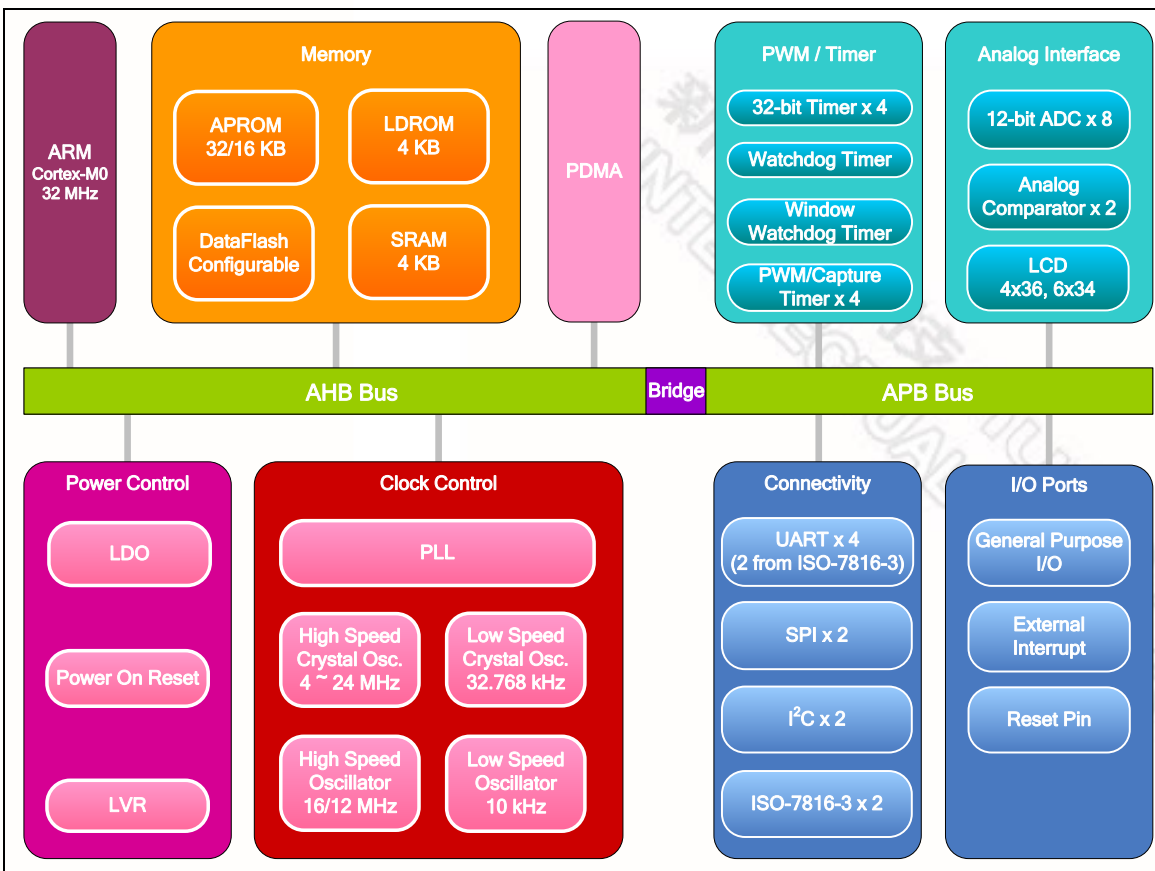 ARM
Cortex-M0
32 MHz
Memory
APROM
32/16 KB
LDROM
4 KB
DataFlash
Configurable
SRAM
4 KB
PDMA
PWM / Timer
32-bit Timer x 4
Watchdog Timer
Window
Watchdog Timer
PWM/Capture
Timer x 4
Analog Interface
12-bit ADC x 8
Analog
Comparator x 2
LCD
4x36, 6x34
AHB Bus
Bridge
APB Bus
Power Control
LDO
Power On Reset
LVR
Clock Control
PLL
High Speed
Crystal Osc.
4 ~ 24 MHz
Low Speed
Crystal Osc.
32.768 kHz
High Speed
Oscillator
16/12 MHz
Low Speed
Oscillator
10 kHz
Connectivity
UART x 4
(2 from ISO-7816-3)
SPI x 2
I²C x 2
ISO-7816-3 x 2
I/O Ports
General Purpose
I/O
External
Interrupt
Reset Pin